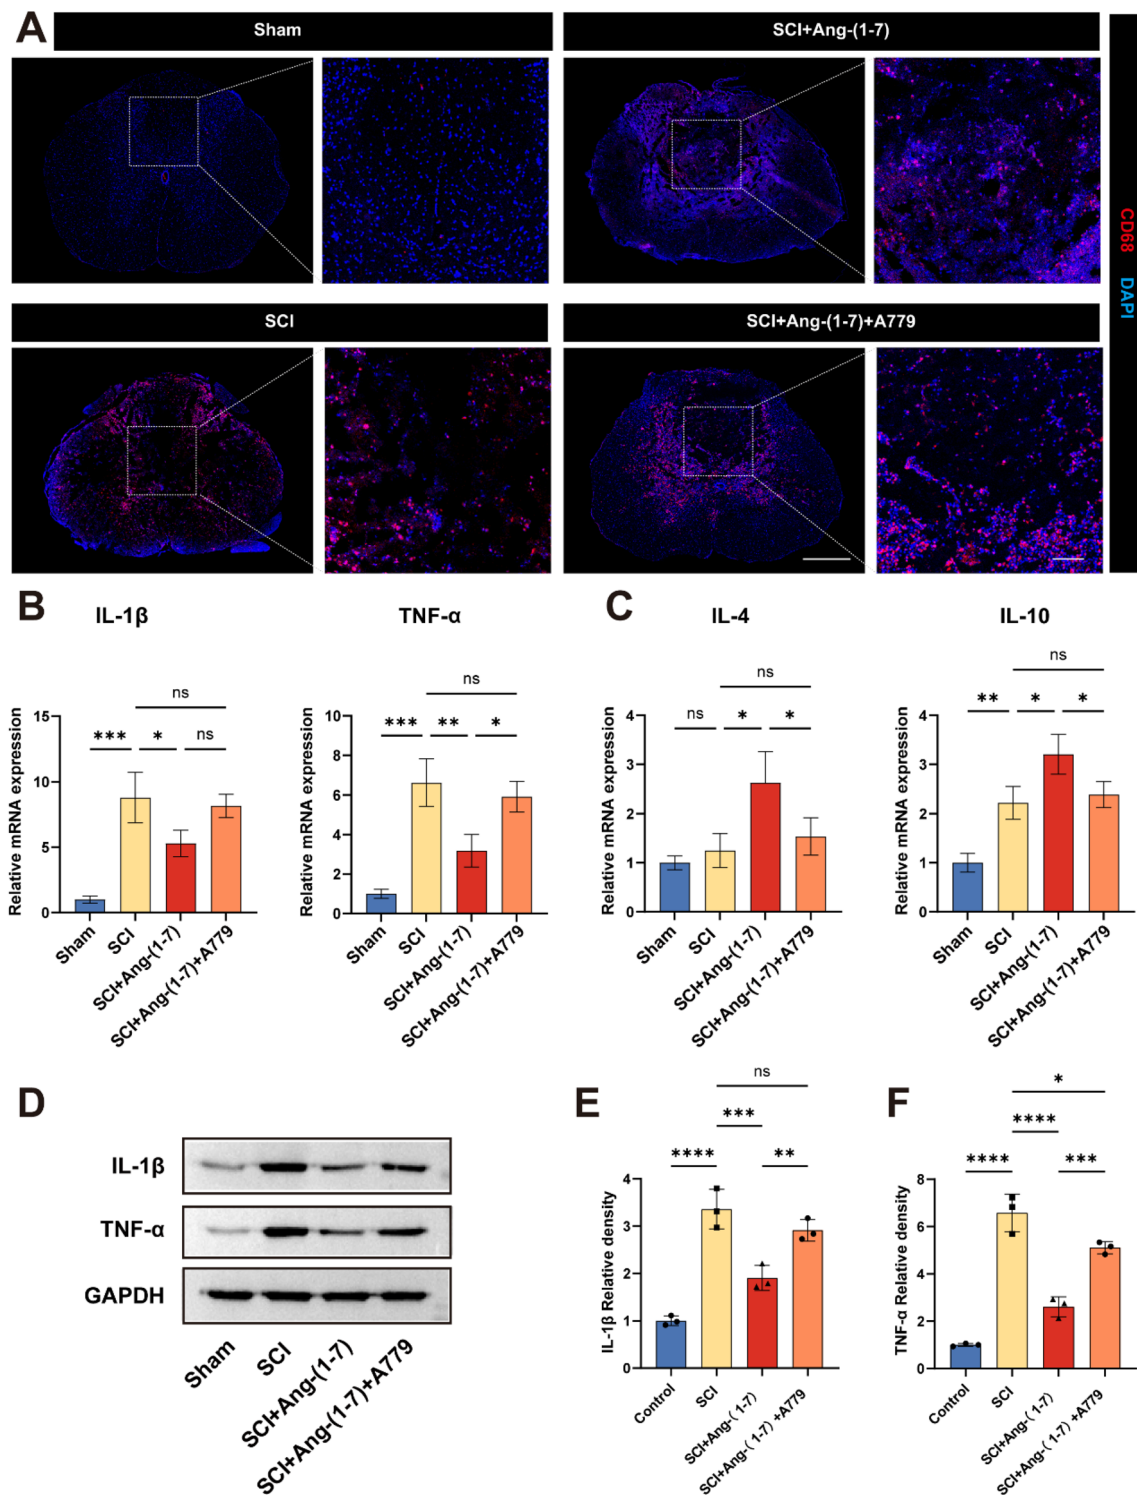 A
Sham
SCI+Ang-(1-7)
SCI
SCI+Ang-(1-7)+A779
CD68 DAPI
B
IL-1β
Relative mRNA expression
15
10
5
0
***
*
ns
ns
Sham
SCI
SCI+Ang-(1-7)
SCI+Ang-(1-7)+A779
TNF-α
Relative mRNA expression
10
8
6
4
2
0
***
**
*
ns
Sham
SCI
SCI+Ang-(1-7)
SCI+Ang-(1-7)+A779
C
IL-4
Relative mRNA expression
4
3
2
1
0
ns
*
*
ns
Sham
SCI
SCI+Ang-(1-7)
SCI+Ang-(1-7)+A779
IL-10
Relative mRNA expression
4
3
2
1
0
**
*
*
ns
Sham
SCI
SCI+Ang-(1-7)
SCI+Ang-(1-7)+A779
D
IL-1β
TNF-α
GAPDH
Sham
SCI
SCI+Ang-(1-7)
SCI+Ang-(1-7)+A779
E
IL-1β Relative density
4
3
2
1
0
ns
***
****
**
Control
SCI
SCI+Ang-(1-7)
SCI+Ang-(1-7) +A779
F
TNF-α Relative density
8
6
4
2
0
*
****
****
***
Control
SCI
SCI+Ang-(1-7)
SCI+Ang-(1-7) +A779